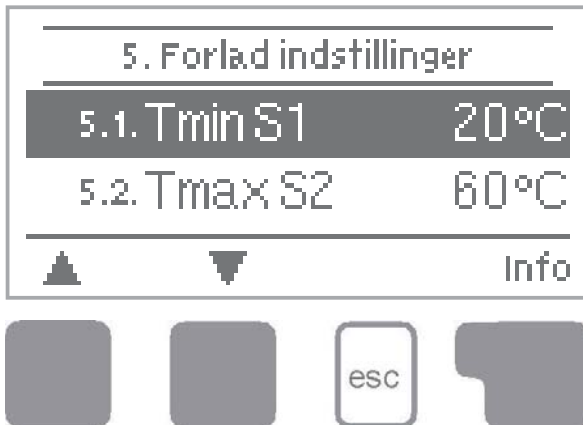 5. Forlad indstillinger
5.1. Tmin S1 20°C
5.2. Tmax S2 60°C
▲ ▼ Info
esc